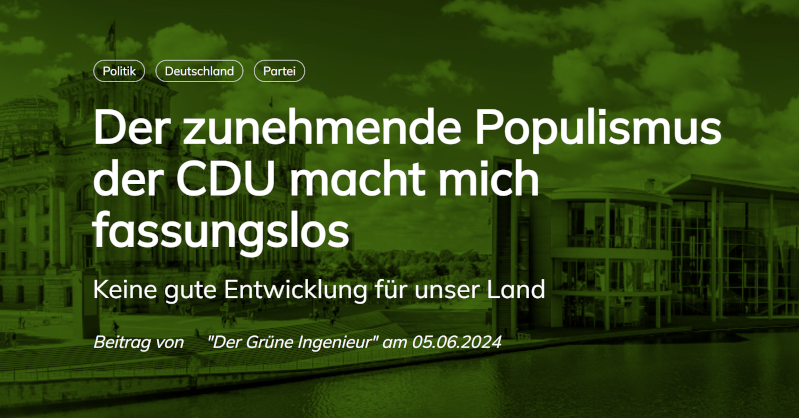 Politik Deutschland Partei
Der zunehmende Populismus
der CDU macht mich
fassungslos
Keine gute Entwicklung für unser Land
Beitrag von "Der Grüne Ingenieur" am 05.06.2024